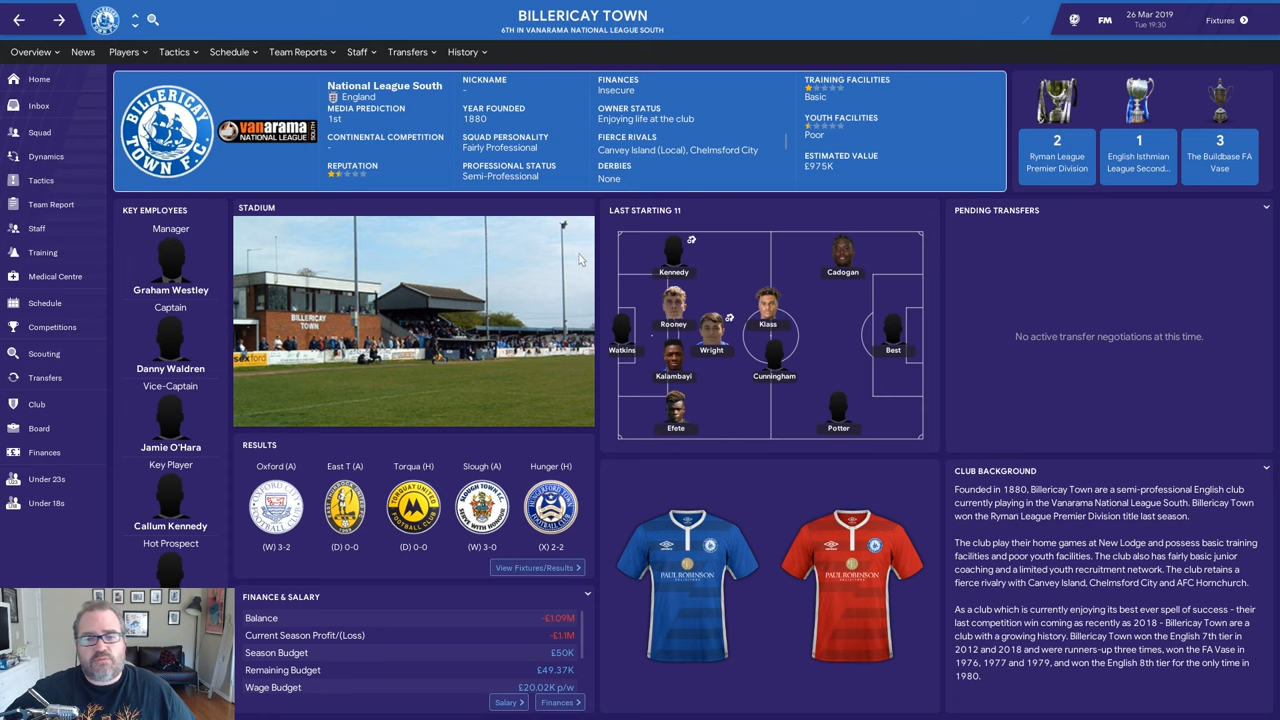 BILLERICAY TOWN
6TH IN VANARAMA NATIONAL LEAGUE SOUTH
FM
26 Mar 2019
Tue 19:30
Fixtures
Overview
News
Players
Tactics
Schedule
Team Reports
Staff
Transfers
History
Home
Inbox
Squad
Dynamics
Tactics
Team Report
Staff
Training
Medical Centre
Schedule
Competitions
Scouting
Transfers
Club
Board
Finances
Under 23s
Under 18s
BILLERICAY
TOWN F.C.
vanarama
NATIONAL LEAGUE
SOUTH
National League South
England
MEDIA PREDICTION
1st
CONTINENTAL COMPETITION
-
REPUTATION
NICKNAME
-
YEAR FOUNDED
1880
SQUAD PERSONALITY
Fairly Professional
PROFESSIONAL STATUS
Semi-Professional
FINANCES
Insecure
OWNER STATUS
Enjoying life at the club
FIERCE RIVALS
Canvey Island (Local), Chelmsford City
DERBIES
None
TRAINING FACILITIES
Basic
YOUTH FACILITIES
Poor
ESTIMATED VALUE
£975K
2
Ryman League
Premier Division
1
English Isthmian
League Second...
3
The Buildbase FA
Vase
KEY EMPLOYEES
Manager
Graham Westley
Captain
Danny Waldren
Vice-Captain
Jamie O'Hara
Key Player
Callum Kennedy
Hot Prospect
STADIUM
BILLERICAY
TOWN
RESULTS
Oxford (A)
East T (A)
Torqua (H)
Slough (A)
Hunger (H)
(W) 3-2
(D) 0-0
(D) 0-0
(W) 3-0
(X) 2-2
View Fixtures/Results
FINANCE & SALARY
Balance
-£1.09M
Current Season Profit/(Loss)
-£1.1M
Season Budget
£50K
Remaining Budget
£49.37K
Wage Budget
£20.02K p/w
Salary
Finances
LAST STARTING 11
Kennedy
Cadogan
Rooney
Klass
Watkins
Wright
Best
Kalambayi
Cunningham
Efete
Potter
PAUL ROBINSON
PAUL ROBINSON
PENDING TRANSFERS
No active transfer negotiations at this time.
CLUB BACKGROUND
Founded in 1880, Billericay Town are a semi-professional English club
currently playing in the Vanarama National League South. Billericay Town
won the Ryman League Premier Division title last season.
The club play their home games at New Lodge and possess basic training
facilities and poor youth facilities. The club also has fairly basic junior
coaching and a limited youth recruitment network. The club retains a
fierce rivalry with Canvey Island, Chelmsford City and AFC Hornchurch.
As a club which is currently enjoying its best ever spell of success - their
last competition win coming as recently as 2018 - Billericay Town are a
club with a growing history. Billericay Town won the English 7th tier in
2012 and 2018 and were runners-up three times, won the FA Vase in
1976, 1977 and 1979, and won the English 8th tier for the only time in
1980.